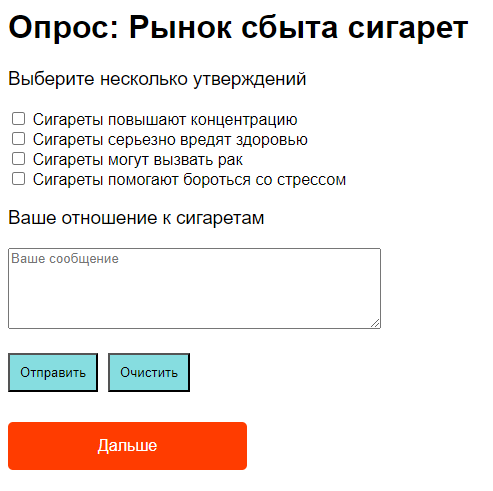 Опрос: Рынок сбыта сигарет
Выберите несколько утверждений
Сигареты повышают концентрацию
Сигареты серьезно вредят здоровью
Сигареты могут вызвать рак
Сигареты помогают бороться со стрессом
Ваше отношение к сигаретам
Ваше сообщение
Отправить Очистить
Дальше